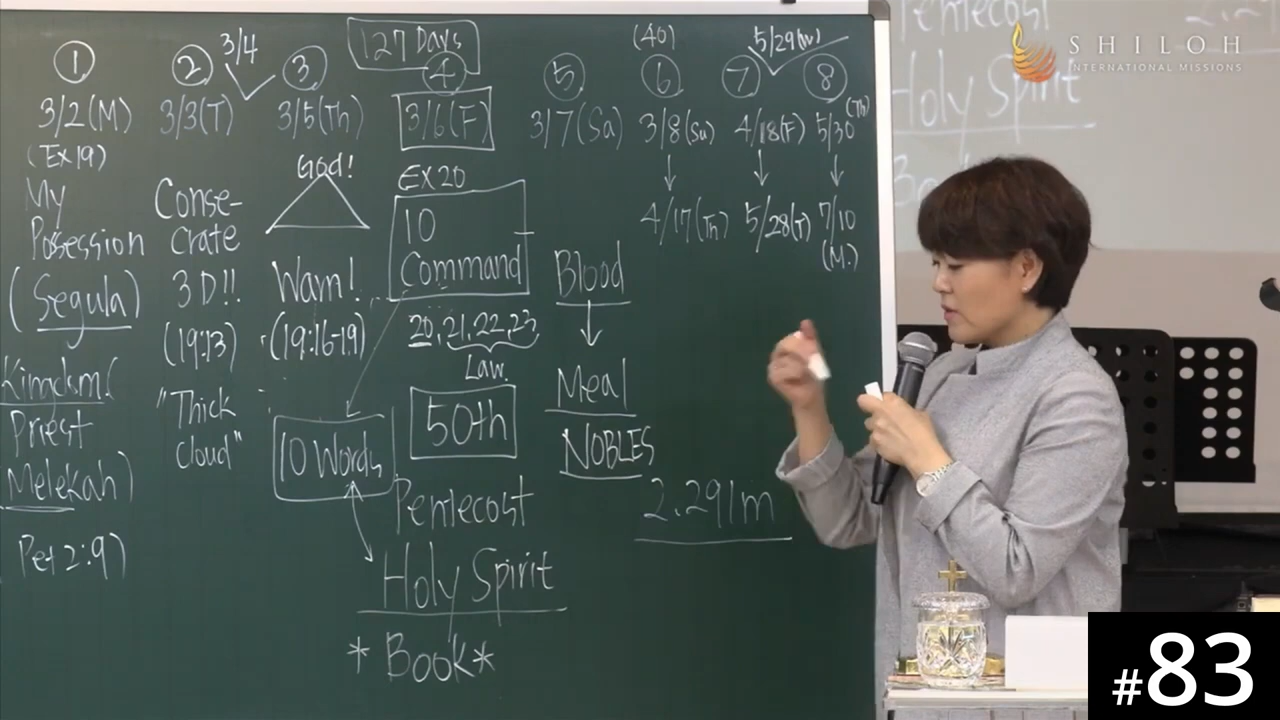 127 Days
①
②
3/4
③
④
⑤
(40)
⑥
⑦
5/29(W)
⑧
3/2(M)
3/3(T)
3/5(Th)
3/6(F)
3/7(Sa)
3/8(Su)
4/18(F)
5/30
(Th)
4/17(Th)
5/28(T)
7/10
(M.)
(Ex19)
My
Possession
(Segula)
Kingdom(
Priest
Melekah)
Pet 2:9)
Conse-
crate
3D!!
(19:13)
"Thick
cloud"
God!
Warn!
(19:16-19)
10 Words
EX20
10
Command
20,21,22,23
Law
50th
Pentecost
Holy Spirit
*Book*
Blood
Meal
NOBLES
2.291m
Pentecost
Holy Spirit
SHILOH
INTERNATIONAL MISSIONS
#83